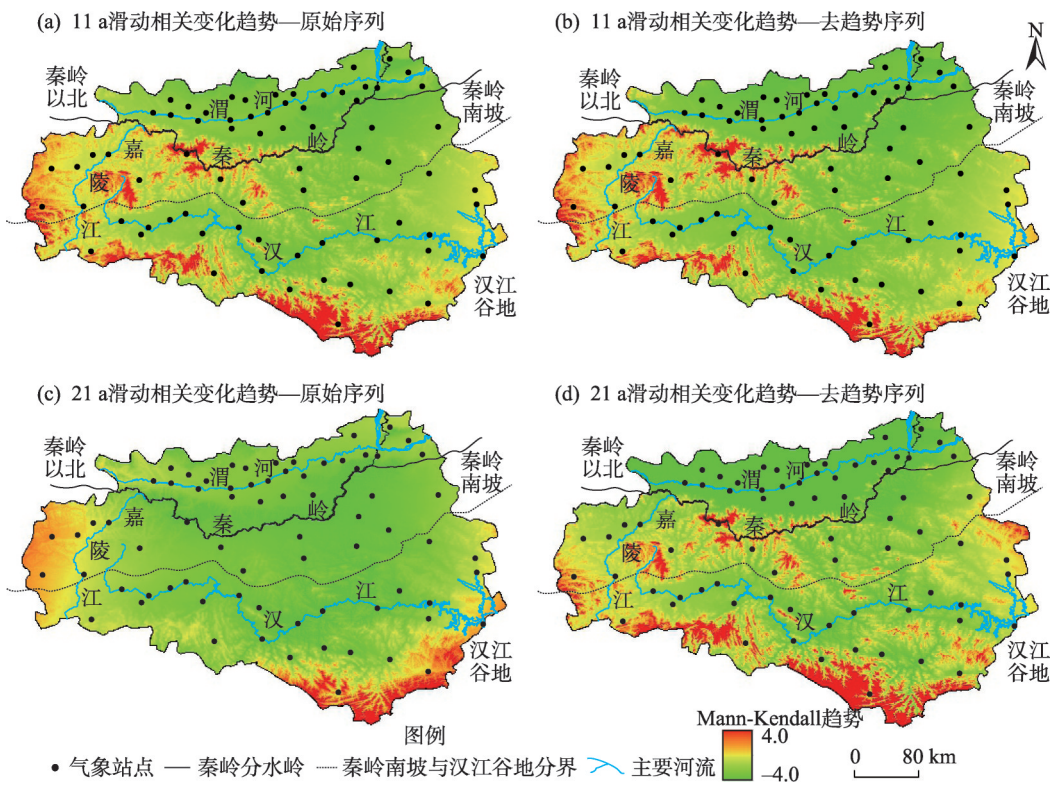 (a) 11 a滑动相关变化趋势—原始序列
秦岭
以北
渭 河
秦岭
南坡
嘉
陵
江
秦 岭
汉
汉江
谷地
(b) 11 a滑动相关变化趋势—去趋势序列
N
秦岭
以北
渭 河
秦岭
南坡
嘉
陵
江
秦 岭
汉
汉江
谷地
(c) 21 a滑动相关变化趋势—原始序列
秦岭
以北
渭 河
秦岭
南坡
嘉
陵
江
秦 岭
汉
汉江
谷地
(d) 21 a滑动相关变化趋势—去趋势序列
秦岭
以北
渭 河
秦岭
南坡
嘉
陵
江
秦 岭
汉
汉江
谷地
图例
气象站点 秦岭分水岭 秦岭南坡与汉江谷地分界 主要河流
Mann-Kendall趋势
4.0
–4.0
0 80 km